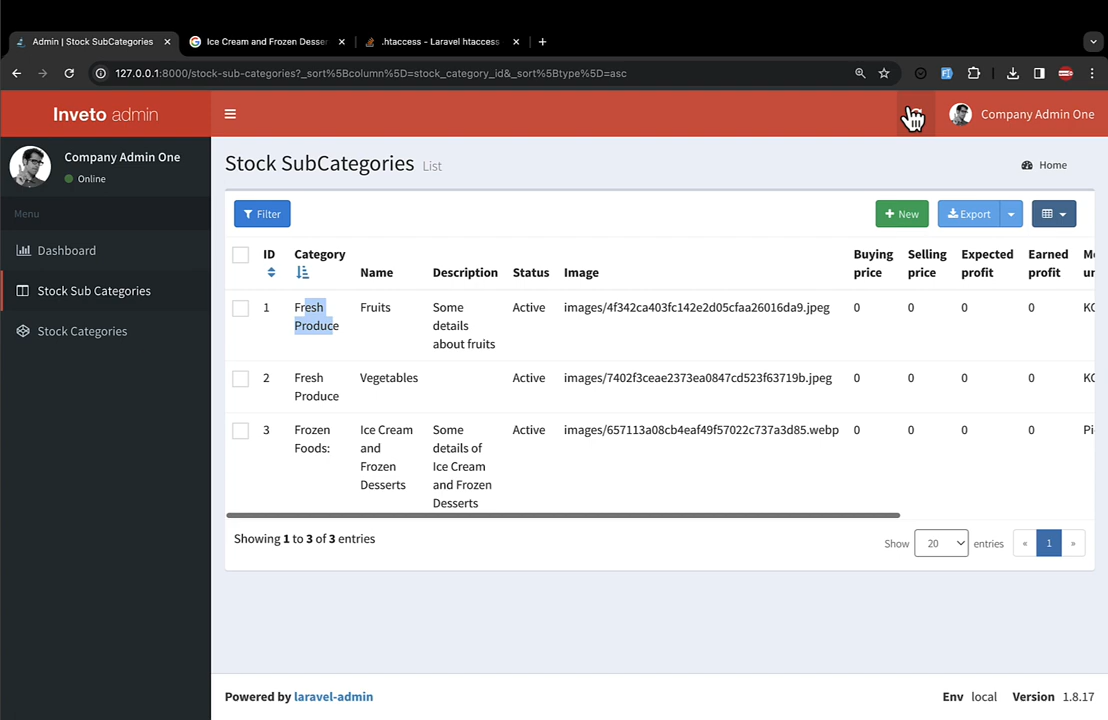 Admin | Stock SubCategories
Ice Cream and Frozen Desser
.htaccess - Laravel htaccess
127.0.0.1:8000/stock-sub-categories?_sort%5Bcolumn%5D=stock_category_id&_sort%5Btype%5D=asc
Inveto admin
Company Admin One
Company Admin One
Online
Menu
Dashboard
Stock Sub Categories
Stock Categories
Stock SubCategories List
Home
Filter
New
Export
ID
Category
Name
Description
Status
Image
Buying
price
Selling
price
Expected
profit
Earned
profit
Me
un
1
Fresh
Produce
Fruits
Some
details
about fruits
Active
images/4f342ca403fc142e2d05cfaa26016da9.jpeg
0
0
0
0
KG
2
Fresh
Produce
Vegetables
Active
images/7402f3ceae2373ea0847cd523f63719b.jpeg
0
0
0
0
KG
3
Frozen
Foods:
Ice Cream
and
Frozen
Desserts
Some
details of
Ice Cream
and Frozen
Desserts
Active
images/657113a08cb4eaf49f57022c737a3d85.webp
0
0
0
0
Pi
Showing 1 to 3 of 3 entries
Show 20 entries
« 1 »
Powered by laravel-admin
Env local Version 1.8.17